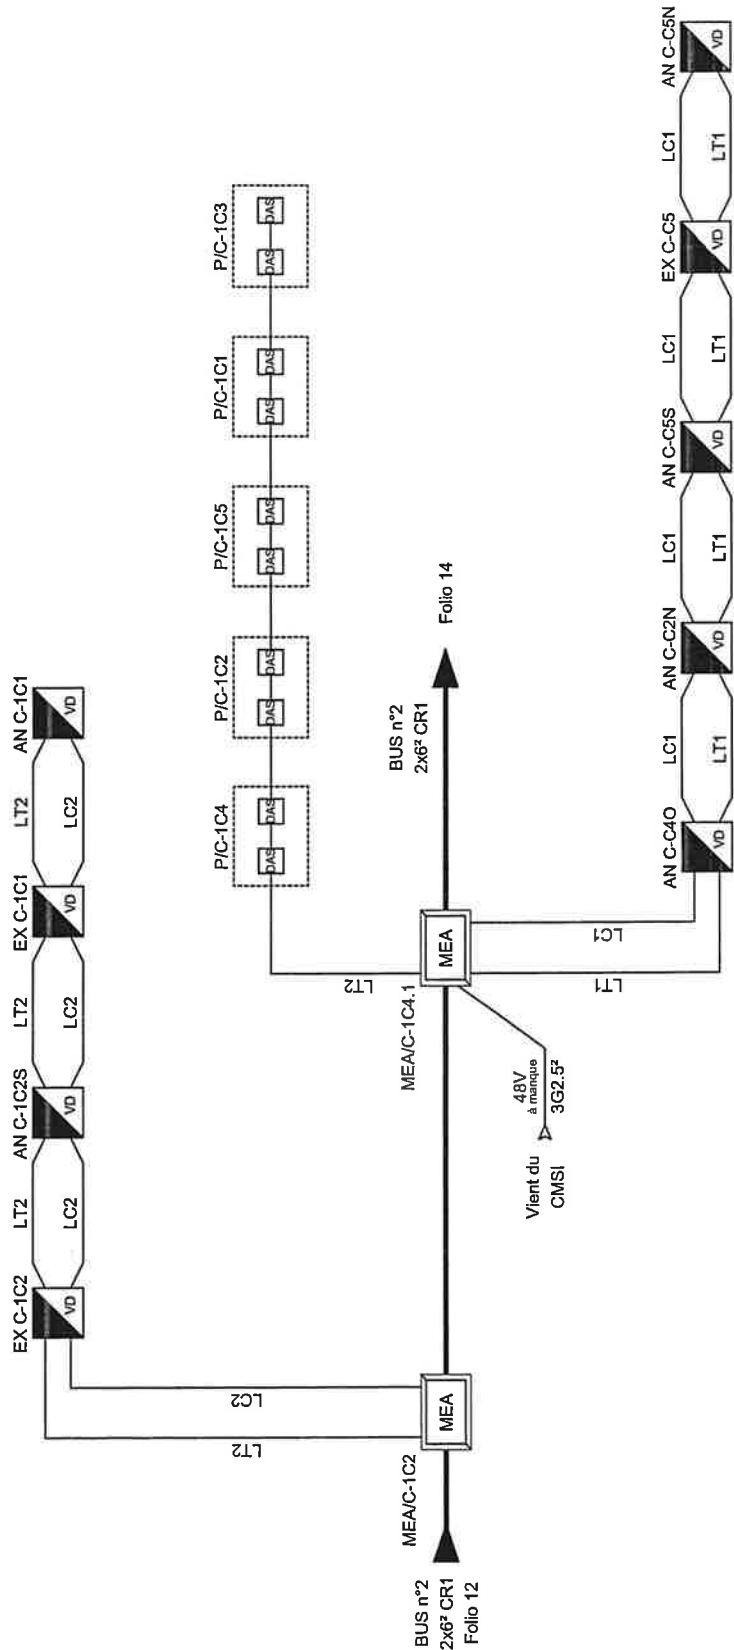 EX C-1C2
VD
LT2
LC2
AN C-1C2S
VD
LT2
LC2
EX C-1C1
VD
LT2
LC2
AN C-1C1
VD
LT2
LC2
P/C-1C4
DAS
DAS
P/C-1C2
DAS
DAS
P/C-1C5
DAS
DAS
P/C-1C1
DAS
DAS
P/C-1C3
DAS
DAS
BUS n°2
2x6² CR1
Folio 12
MEA/C-1C2
MEA
MEA/C-1C4.1
MEA
LT2
BUS n°2
2x6² CR1
Folio 14
Vient du
CMSI
48V
à manque
3G2.5²
LT1
LC1
AN C-C4O
VD
LC1
LT1
AN C-C2N
VD
LC1
LT1
AN C-C5S
VD
LC1
LT1
EX C-C5
VD
LC1
LT1
AN C-C5N
VD